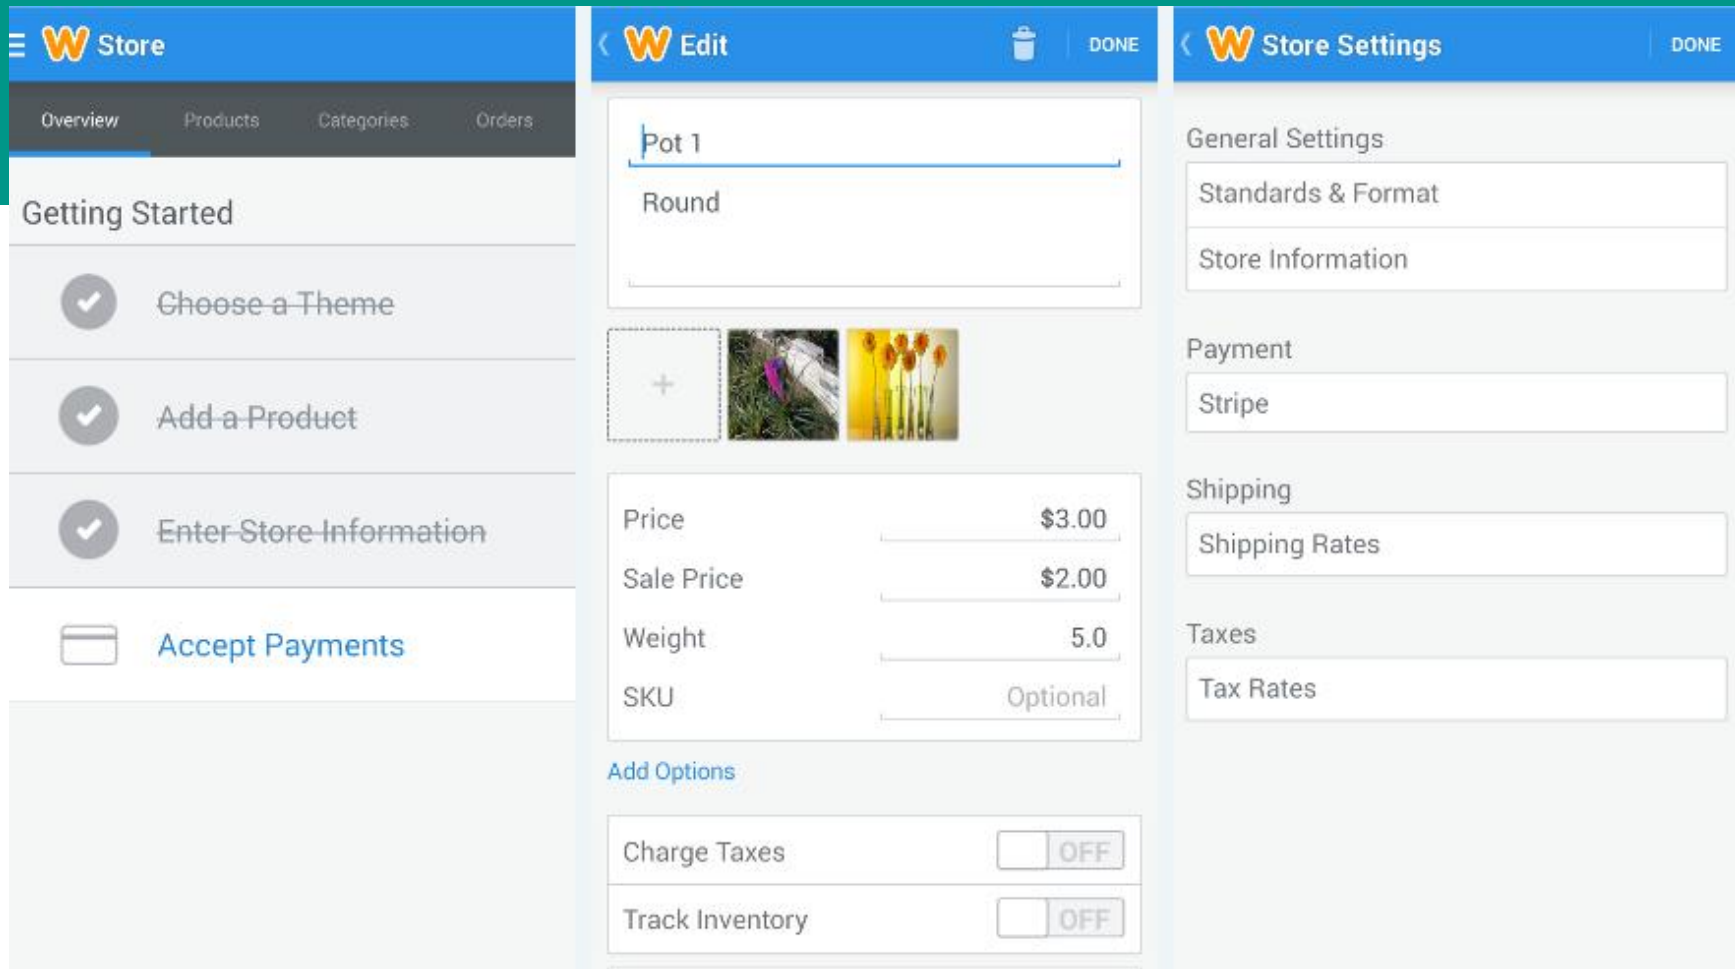 W Store
Overview Products Categories Orders
Getting Started
Choose a Theme
Add a Product
Enter Store Information
Accept Payments
W Edit DONE
Pot 1
Round
+
Price $3.00
Sale Price $2.00
Weight 5.0
SKU Optional
Add Options
Charge Taxes OFF
Track Inventory OFF
W Store Settings DONE
General Settings
Standards & Format
Store Information
Payment
Stripe
Shipping
Shipping Rates
Taxes
Tax Rates